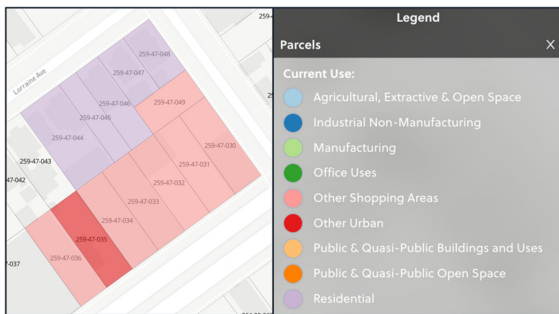 259-
259-47-048
259-47-047
259-47-046
259-47-049
259-47-045
259-47-044
259-47-030
259-47-031
259-47-032
259-47-033
259-47-034
259-47-035
259-47-036
259-47-043
-47-042
-47-037
Lorraine Ave
Legend
Parcels
X
Current Use:
Agricultural, Extractive & Open Space
Industrial Non-Manufacturing
Manufacturing
Office Uses
Other Shopping Areas
Other Urban
Public & Quasi-Public Buildings and Uses
Public & Quasi-Public Open Space
Residential